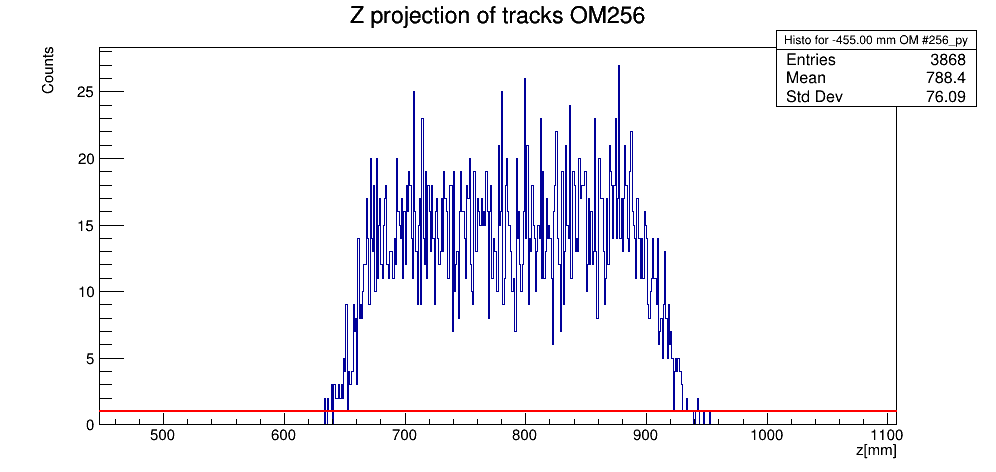 Z projection of tracks OM256
Histo for -455.00 mm OM #256_py
Entries 3868
Mean 788.4
Std Dev 76.09
Counts
25
20
15
10
5
0
500 600 700 800 900 1000 1100
z[mm]